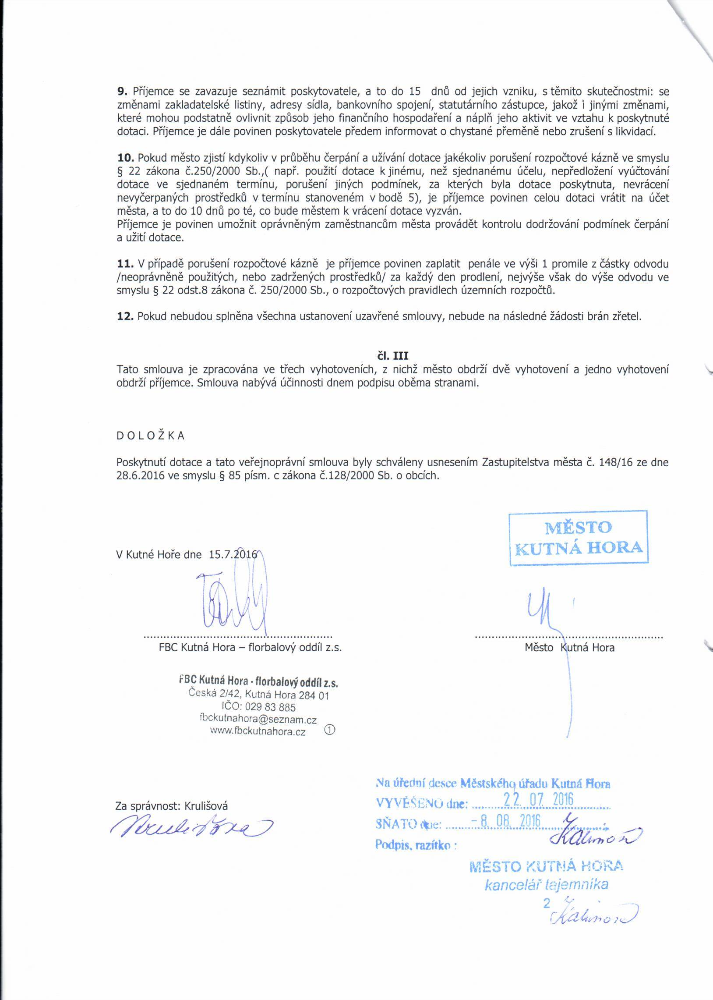 9. Příjemce se zavazuje seznámit poskytovatele, a to do 15  dnů od jejich vzniku, s těmito skutečnostmi: se
změnami zakladatelské listiny, adresy sídla, bankovního spojení, statutárního zástupce, jakož i jinými změnami,
které mohou podstatně ovlivnit způsob jeho finančního hospodaření a náplň jeho aktivit ve vztahu k poskytnuté
dotaci. Příjemce je dále povinen poskytovatele předem informovat o chystané přeměně nebo zrušení s likvidací.
10. Pokud město zjistí kdykoliv v průběhu čerpání a užívání dotace jakékoliv porušení rozpočtové kázně ve smyslu
§ 22 zákona č.250/2000 Sb.,( např. použití dotace k jinému, než sjednanému účelu, nepředložení vyúčtování
dotace ve sjednaném termínu, porušení jiných podmínek, za kterých byla dotace poskytnuta, nevrácení
nevyčerpaných prostředků v termínu stanoveném v bodě 5), je příjemce povinen celou dotaci vrátit na účet
města, a to do 10 dnů po té, co bude městem k vrácení dotace vyzván.
Příjemce je povinen umožnit oprávněným zaměstnancům města provádět kontrolu dodržování podmínek čerpání
a užití dotace.
11. V případě porušení rozpočtové kázně  je příjemce povinen zaplatit  penále ve výši 1 promile z částky odvodu
/neoprávněně použitých, nebo zadržených prostředků/ za každý den prodlení, nejvýše však do výše odvodu ve
smyslu § 22 odst.8 zákona č. 250/2000 Sb., o rozpočtových pravidlech územních rozpočtů.
12. Pokud nebudou splněna všechna ustanovení uzavřené smlouvy, nebude na následné žádosti brán zřetel.
čl. III
Tato smlouva je zpracována ve třech vyhotoveních, z nichž město obdrží dvě vyhotovení a jedno vyhotovení
obdrží příjemce. Smlouva nabývá účinnosti dnem podpisu oběma stranami.
D O L O Ž K A
Poskytnutí dotace a tato veřejnoprávní smlouva byly schváleny usnesením Zastupitelstva města č. 148/16 ze dne
28.6.2016 ve smyslu § 85 písm. c zákona č.128/2000 Sb. o obcích.
MĚSTO
KUTNÁ HORA
V Kutné Hoře dne  15.7.2016
FBC Kutná Hora – florbalový oddíl z.s.
Město  Kutná Hora
FBC Kutná Hora - florbalový oddíl z.s.
Česká 2/42, Kutná Hora 284 01
IČO: 029 83 885
fbckutnahora@seznam.cz
www.fbckutnahora.cz ①
Za správnost: Krulišová
Krulišova
Na úřední desce Městského úřadu Kutná Hora
VYVĚŠENO dne: 22. 07. 2016
SŇATO dne: -8. 08. 2016
Podpis, razítko :
MĚSTO KUTNÁ HORA
kancelář tajemníka
2